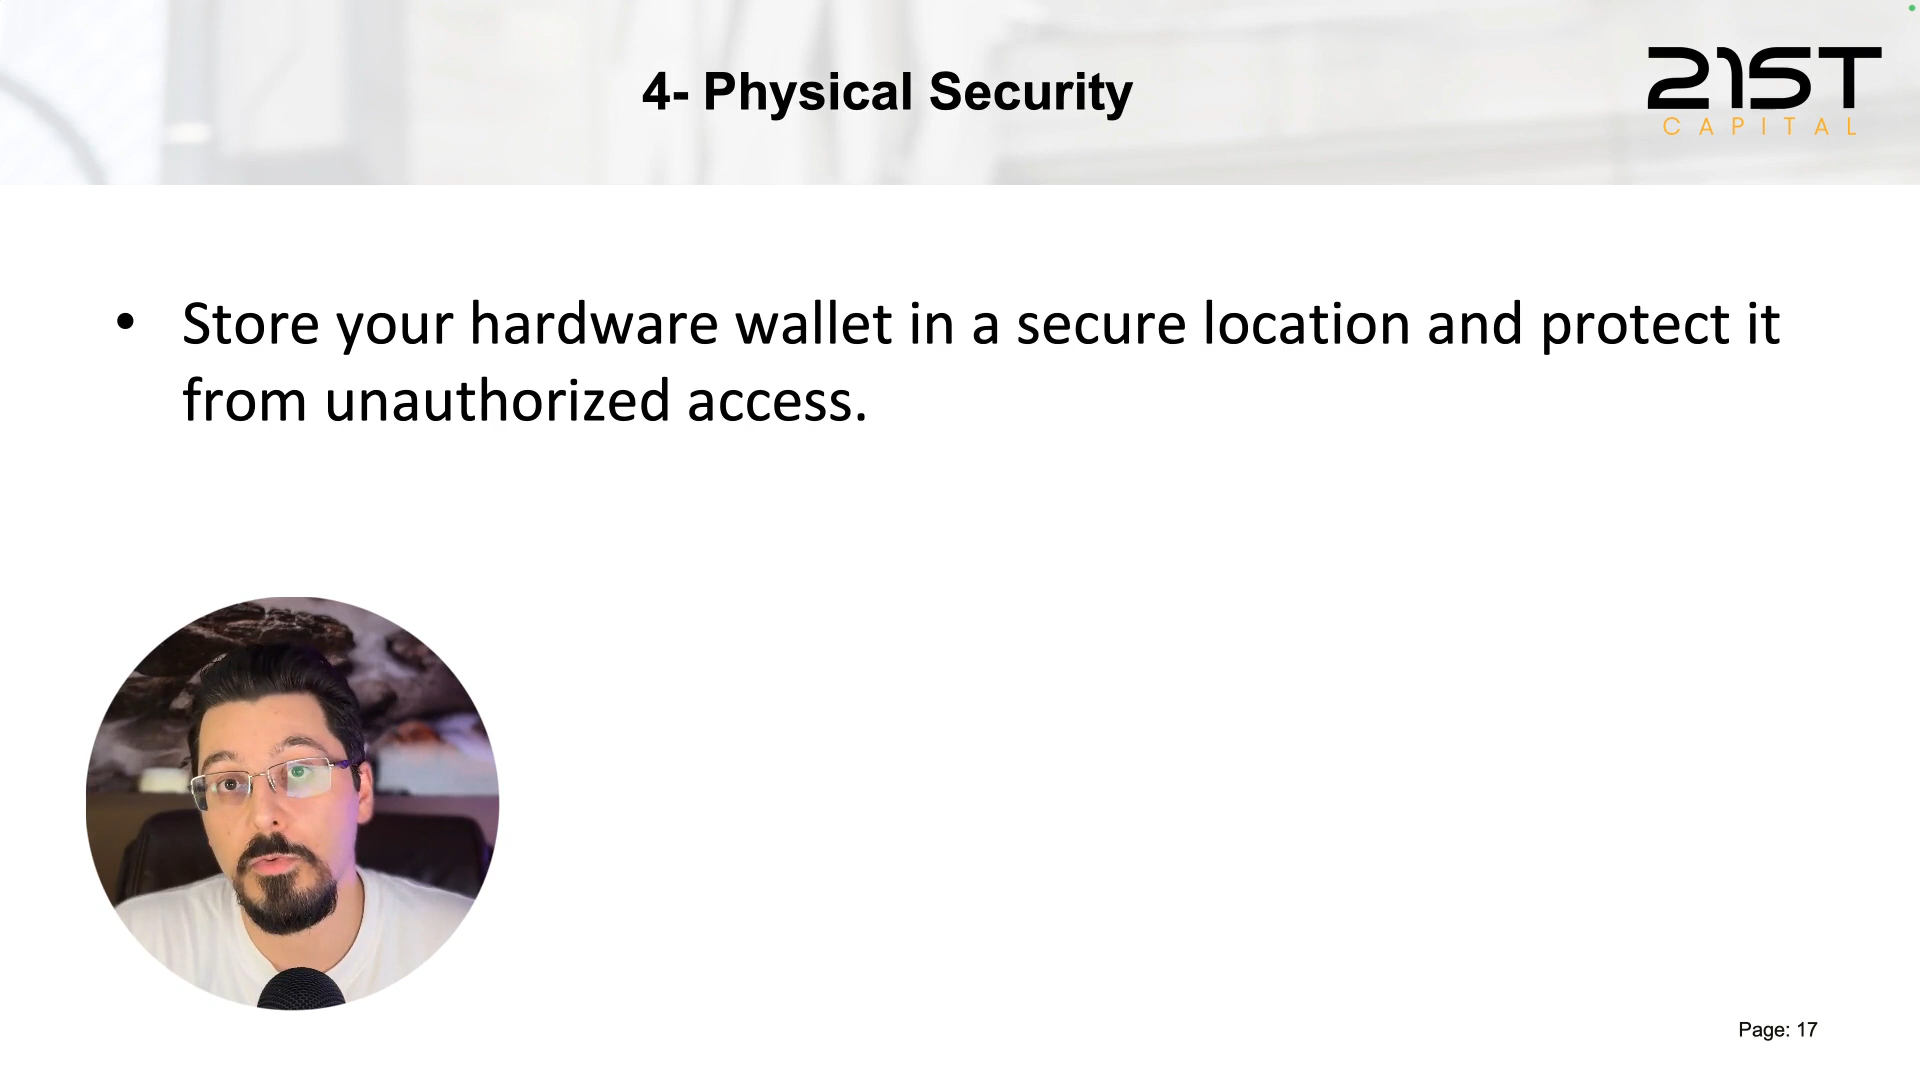 4- Physical Security
21ST
CAPITAL
• Store your hardware wallet in a secure location and protect it
from unauthorized access.
Page: 17